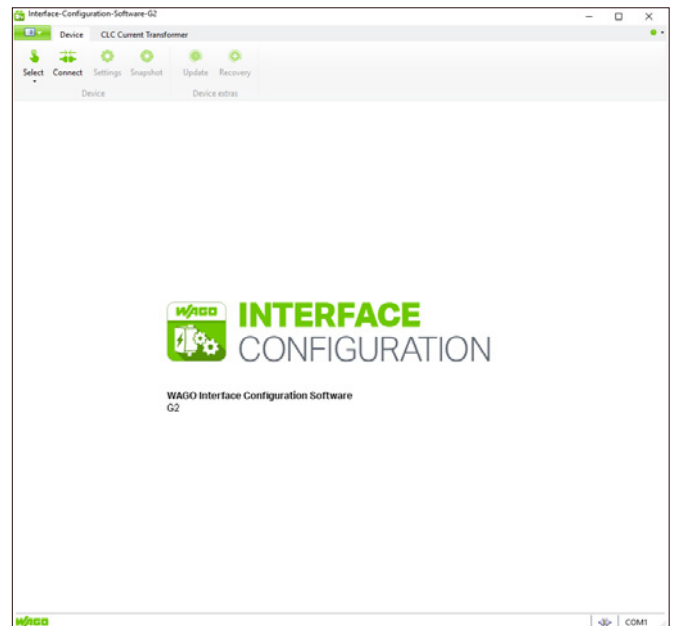 Interface-Configuration-Software-G2
Device CLC Current Transformer
Select Connect Settings Snapshot Update Recovery
Device Device extras
WAGO INTERFACE
CONFIGURATION
WAGO Interface Configuration Software
G2
WAGO COM1